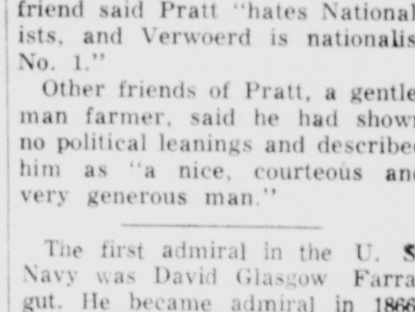 friend said Pratt "hates National
ists, and Verwoerd is nationalis
No. 1."
Other friends of Pratt, a gentle
man farmer, said he had show
no political leanings and describe
him as "a nice, courteous an
very generous man."
The first admiral in the U. S
Navy was David Glasgow Farra
gut. He became admiral in 1866